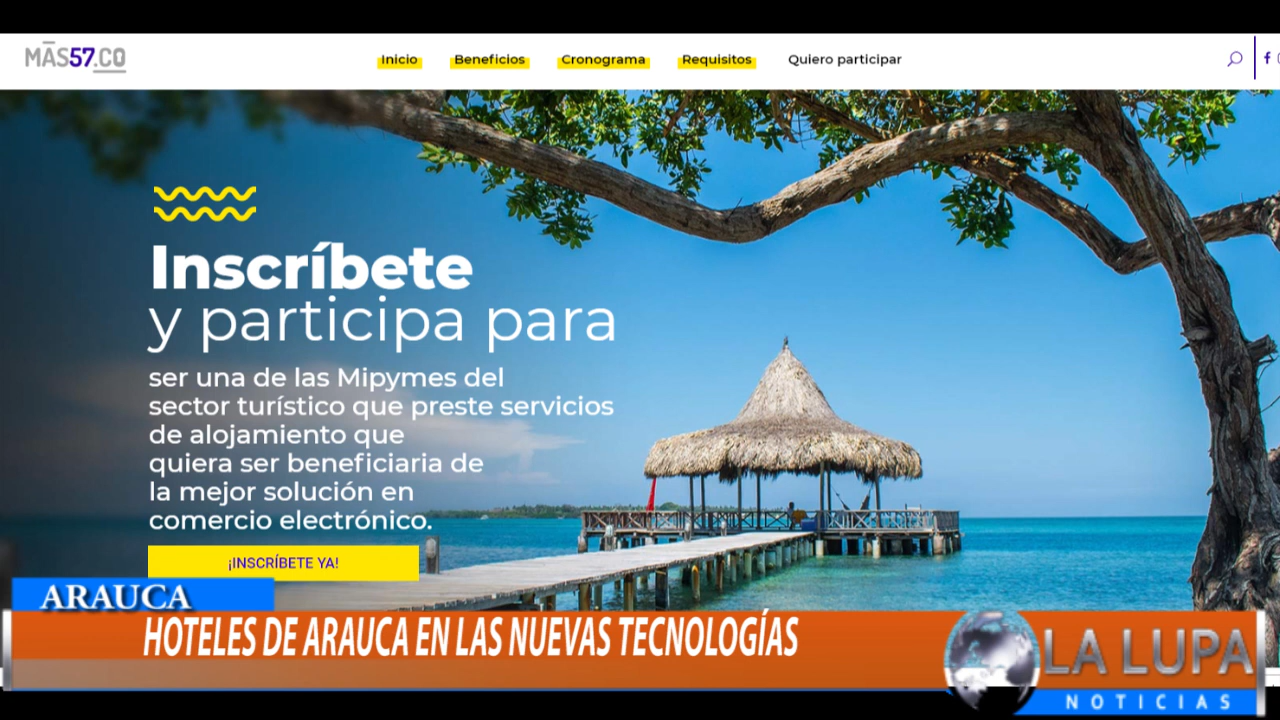 MÁS57.CO
Inicio
Beneficios
Cronograma
Requisitos
Quiero participar
Inscríbete
y participa para
ser una de las Mipymes del
sector turístico que preste servicios
de alojamiento que
quiera ser beneficiaria de
la mejor solución en
comercio electrónico.
¡INSCRÍBETE YA!
ARAUCA
HOTELES DE ARAUCA EN LAS NUEVAS TECNOLOGÍAS
LA LUPA
NOTICIAS